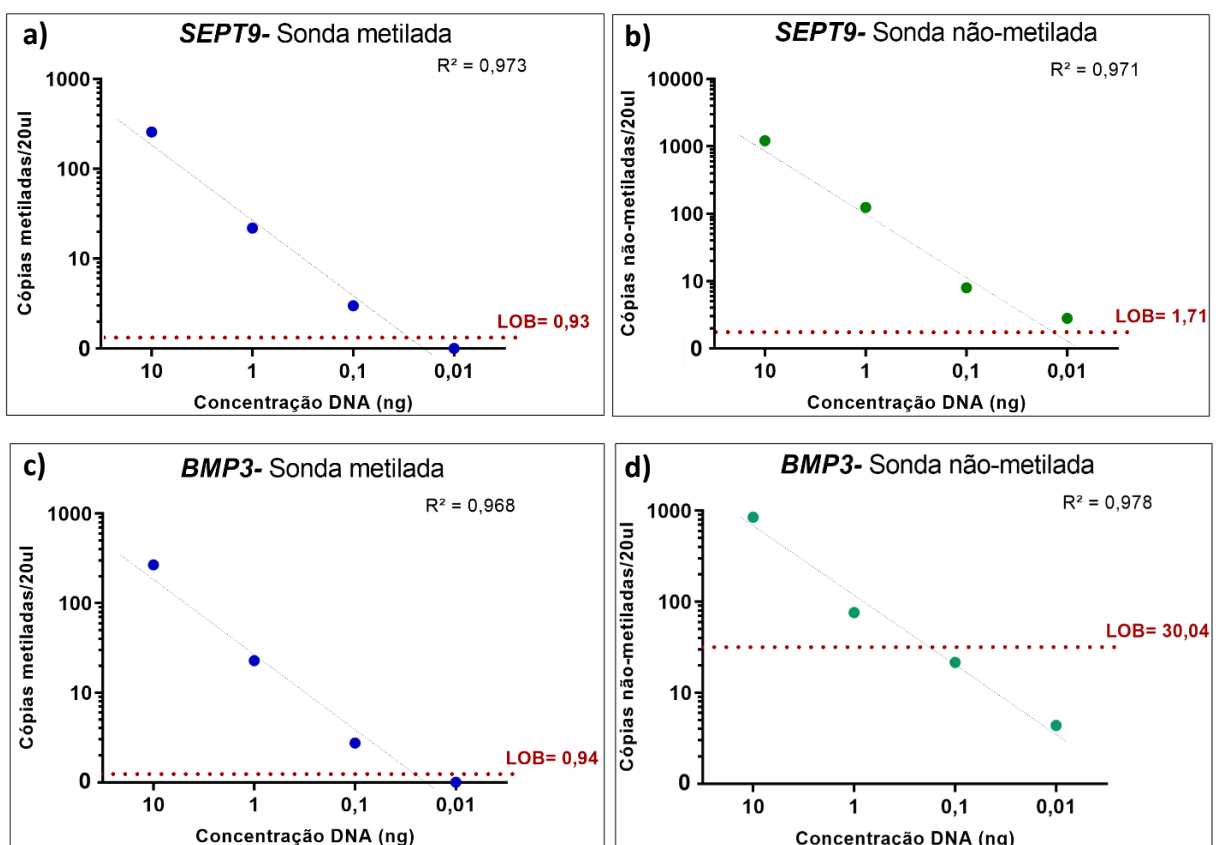 a)
SEPT9- Sonda metilada
R² = 0,973
Cópias metiladas/20ul
1000
100
10
0
LOB= 0,93
10 1 0,1 0,01
Concentração DNA (ng)
b)
SEPT9- Sonda não-metilada
R² = 0,971
Cópias não-metiladas/20ul
10000
1000
100
10
0
LOB= 1,71
10 1 0,1 0,01
Concentração DNA (ng)
c)
BMP3- Sonda metilada
R² = 0,968
Cópias metiladas/20ul
1000
100
10
0
LOB= 0,94
10 1 0,1 0,01
Concentração DNA (ng)
d)
BMP3- Sonda não-metilada
R² = 0,978
Cópias não-metiladas/20ul
1000
100
10
0
LOB= 30,04
10 1 0,1 0,01
Concentração DNA (ng)